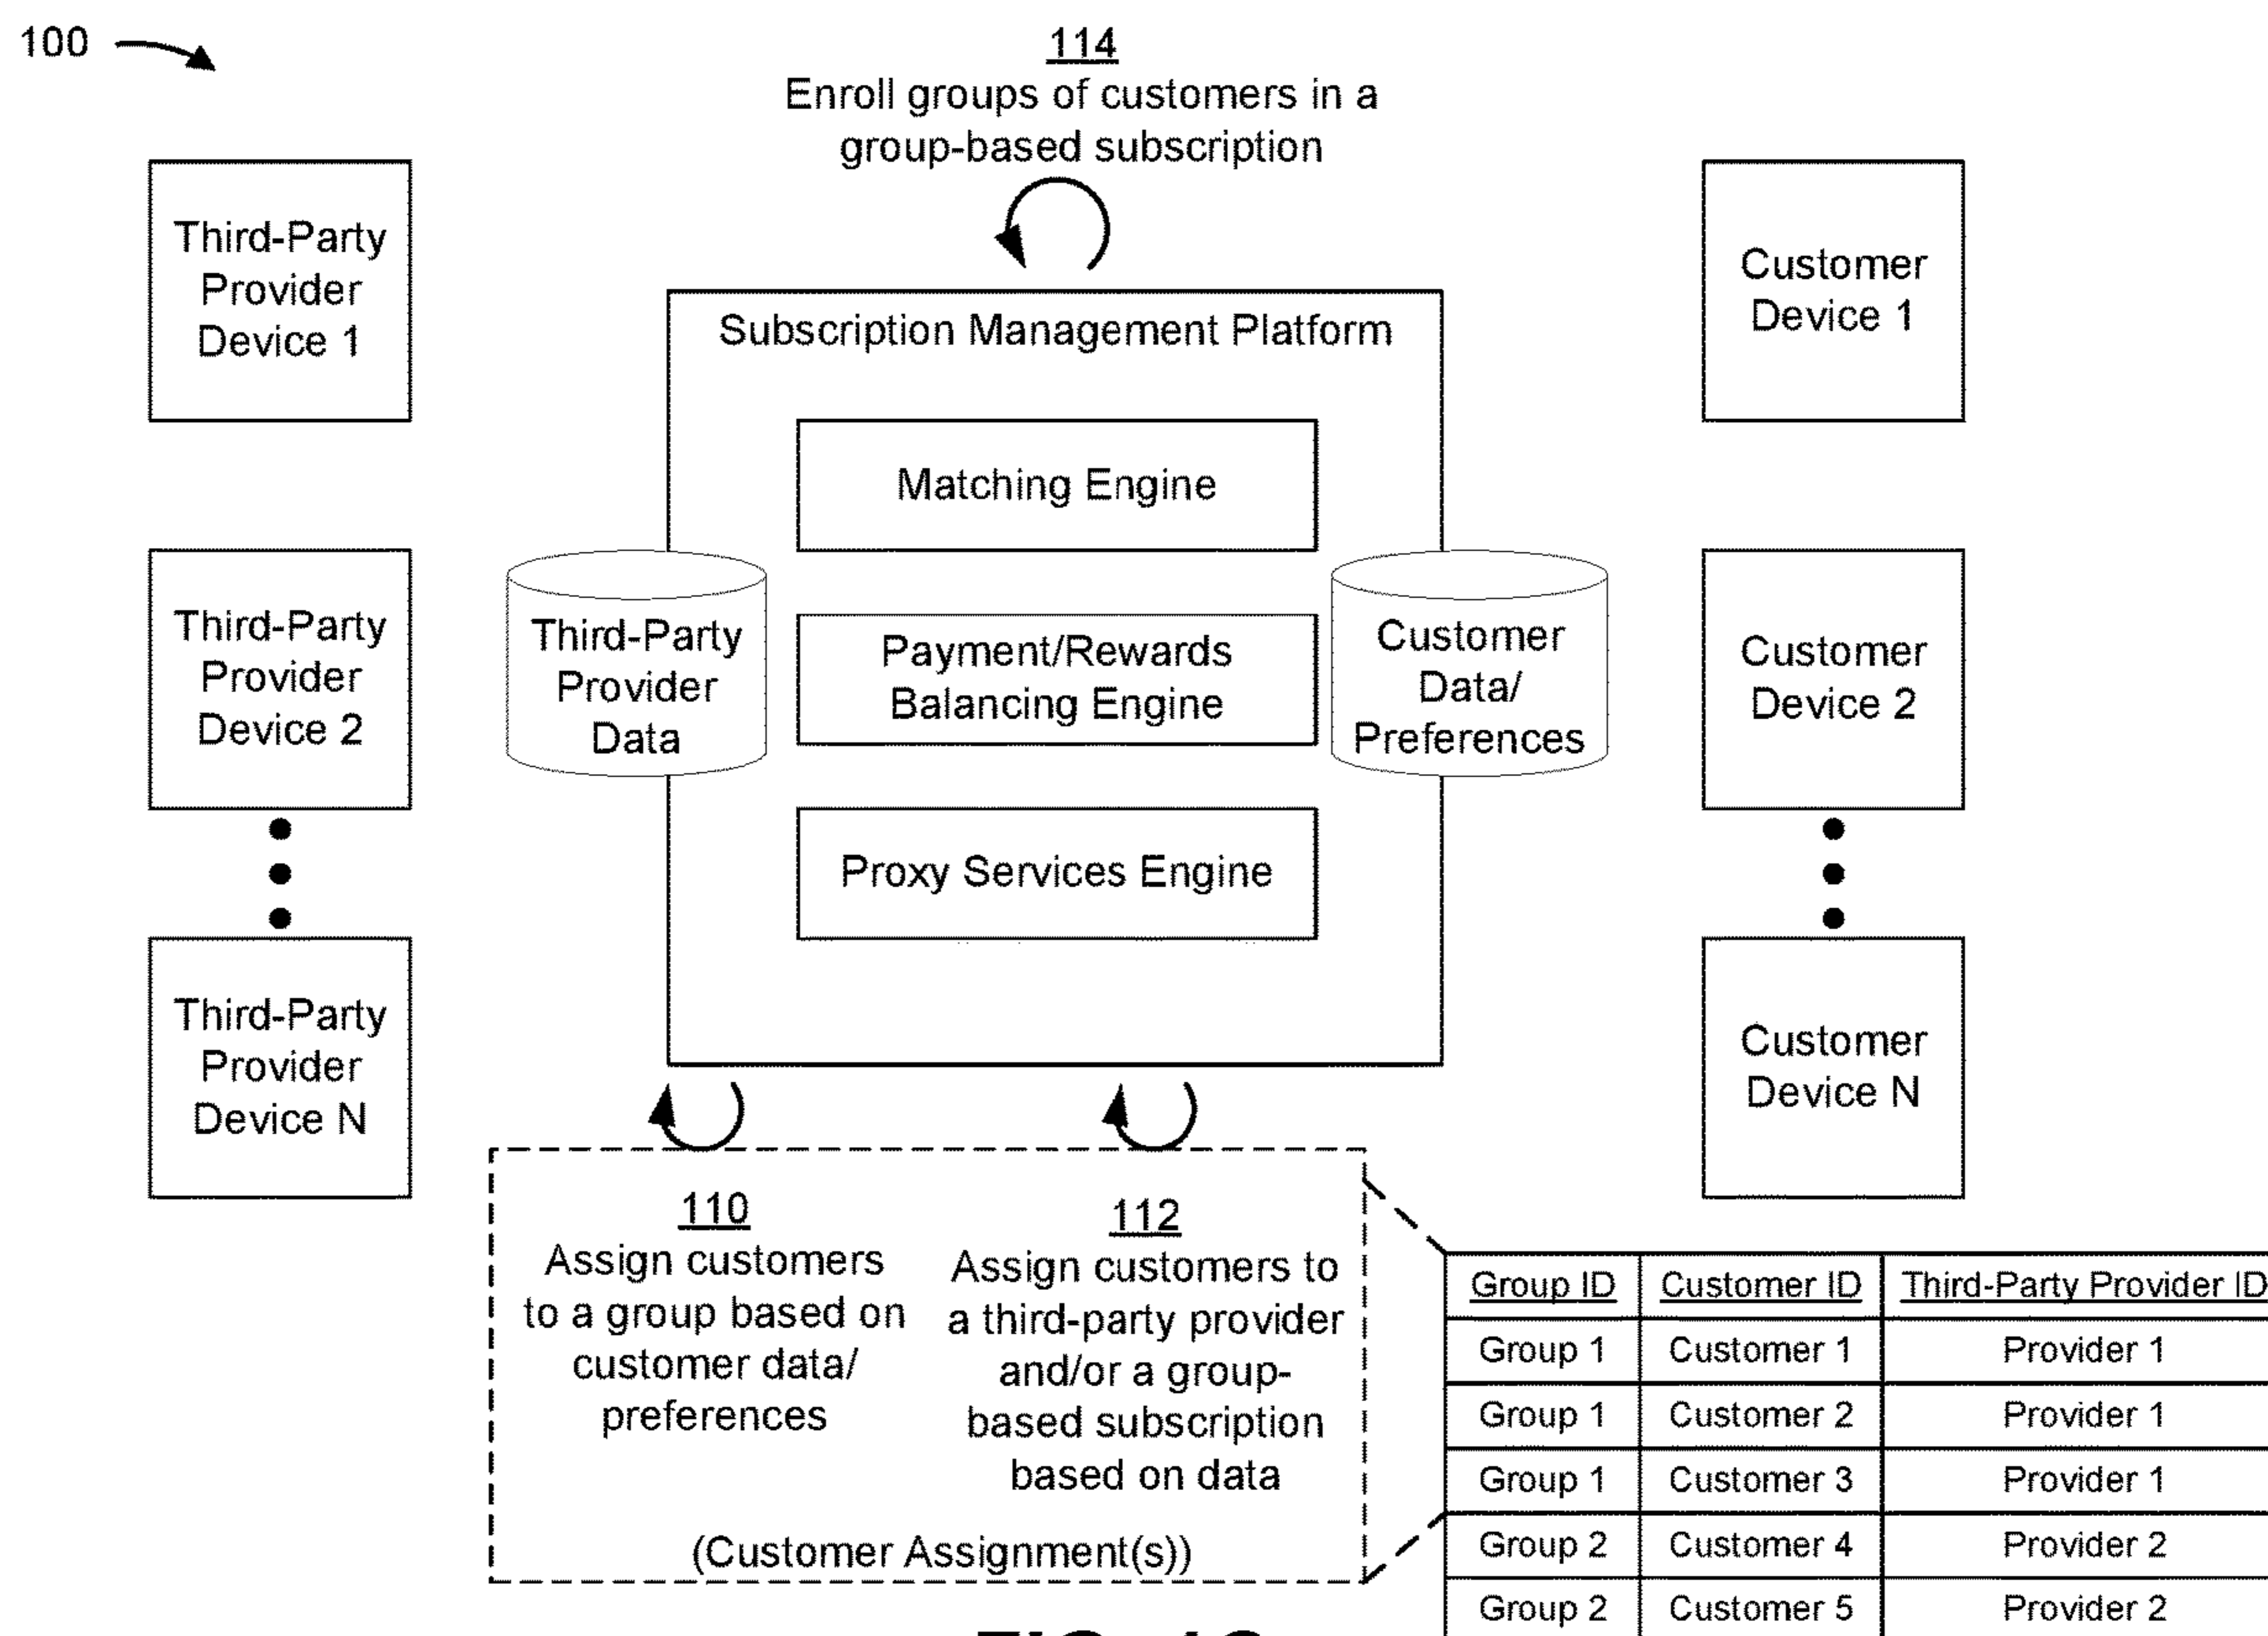 100
114
Enroll groups of customers in a
group-based subscription
Third-Party
Provider
Device 1
Third-Party
Provider
Device 2
Third-Party
Provider
Device N
Subscription Management Platform
Matching Engine
Third-Party
Provider
Data
Payment/Rewards
Balancing Engine
Customer
Data/
Preferences
Proxy Services Engine
Customer
Device 1
Customer
Device 2
Customer
Device N
110
Assign customers
to a group based on
customer data/
preferences
112
Assign customers to
a third-party provider
and/or a group-
based subscription
based on data
(Customer Assignment(s))
Group ID Customer ID Third-Party Provider ID
Group 1 Customer 1 Provider 1
Group 1 Customer 2 Provider 1
Group 1 Customer 3 Provider 1
Group 2 Customer 4 Provider 2
Group 2 Customer 5 Provider 2